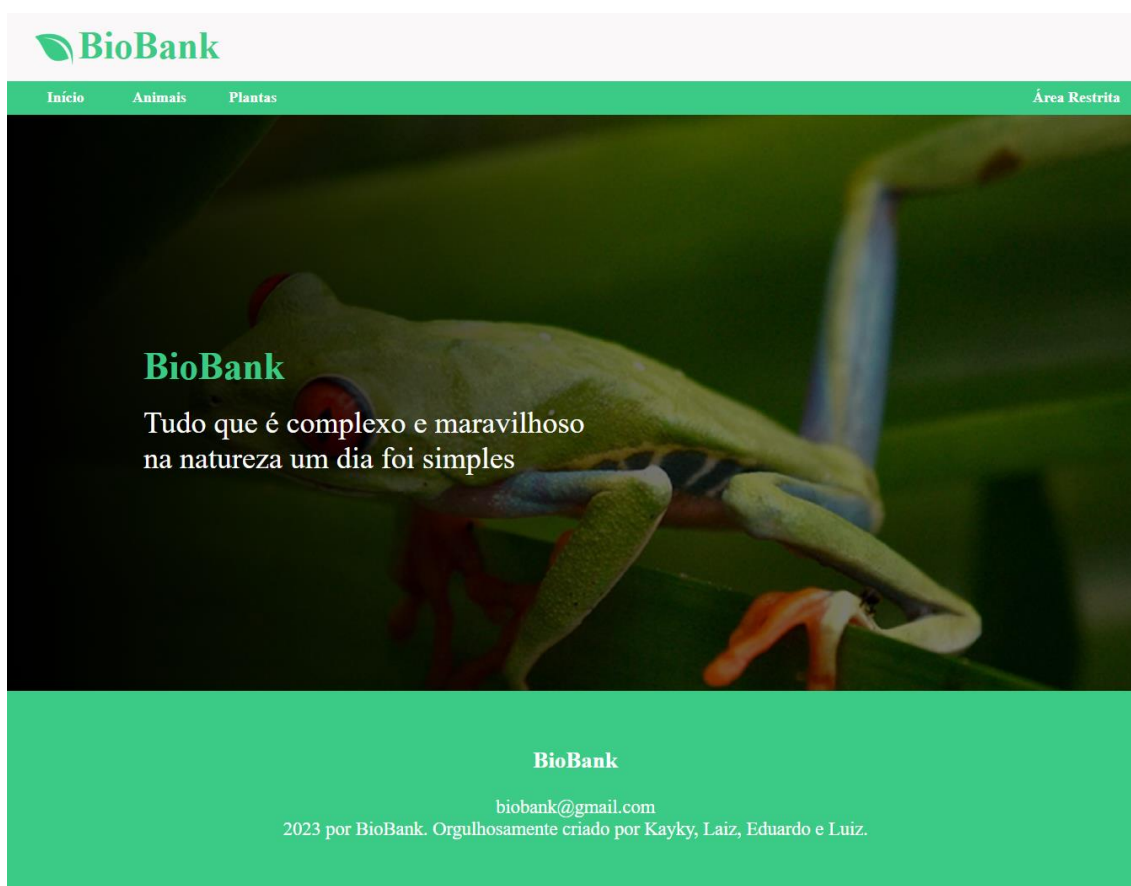 BioBank
Início Animais Plantas Área Restrita
BioBank
Tudo que é complexo e maravilhoso
na natureza um dia foi simples
BioBank
biobank@gmail.com
2023 por BioBank. Orgulhosamente criado por Kayky, Laiz, Eduardo e Luiz.